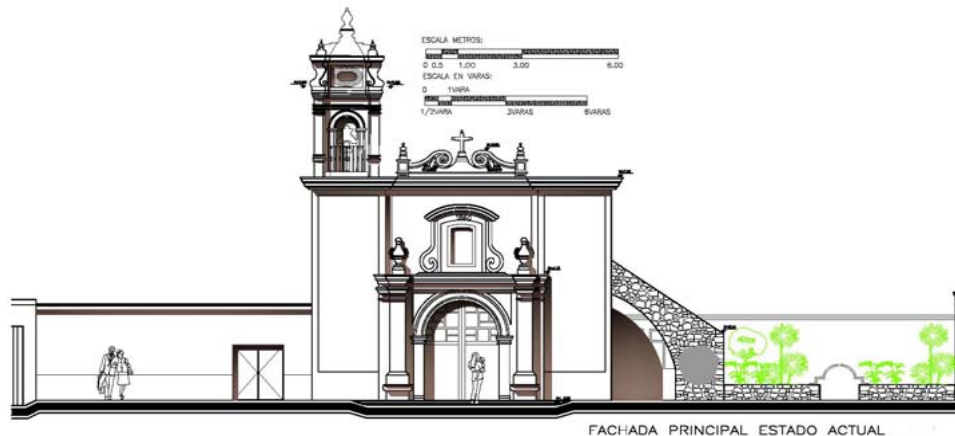 ESCALA METROS:
0 0.5 1.00 3.00 6.00
ESCALA EN VARAS:
0 1VARA
1/2VARA 3VARAS 6VARAS
FACHADA PRINCIPAL ESTADO ACTUAL